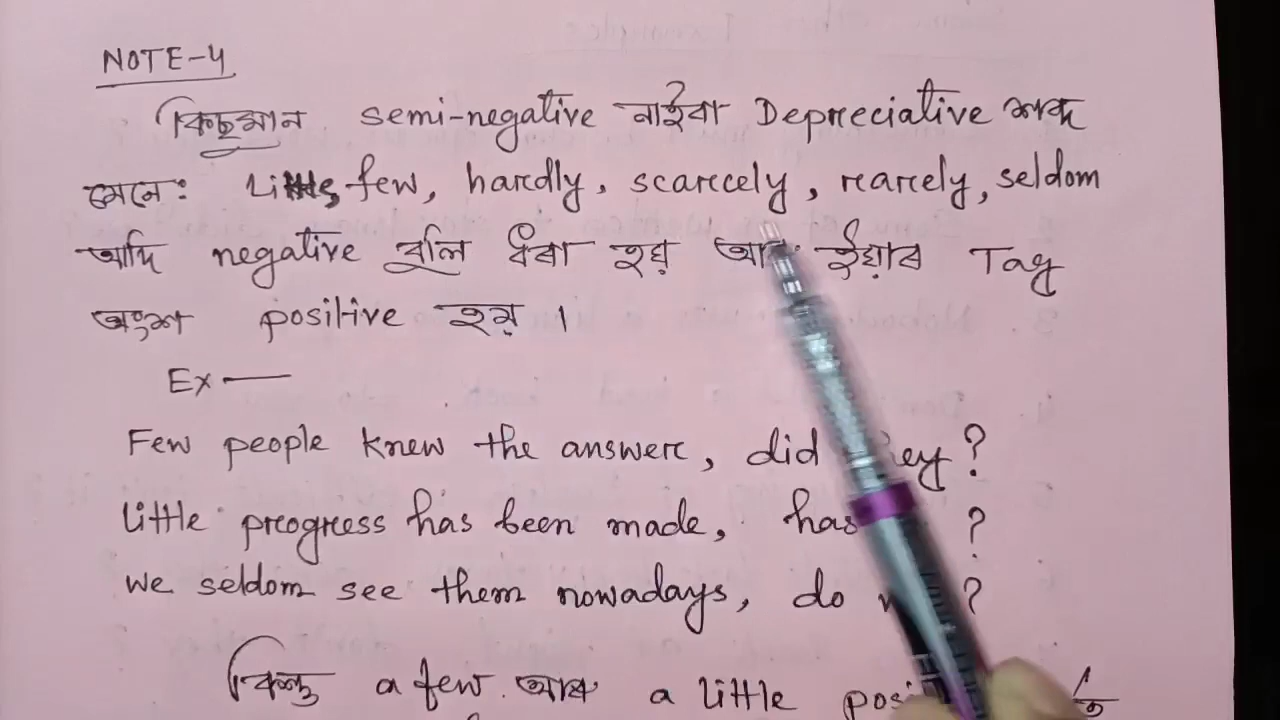 NOTE-4
কিছুমান semi-negative নাইবা Depreciative শব্দ
যেনে: Little, few, hardly, scarcely, rarely, seldom
আদি negative বুলি ধৰা হয় আৰু ইয়াৰ Tag
অংশ positive হয়।
Ex —
Few people knew the answer, did they?
Little progress has been made, has ?
We seldom see them nowadays, do ?
কিন্তু a few আৰু a little